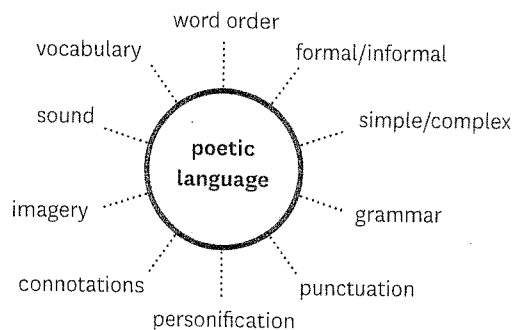 word order
vocabulary
formal/informal
sound
simple/complex
poetic
language
imagery
grammar
connotations
punctuation
personification